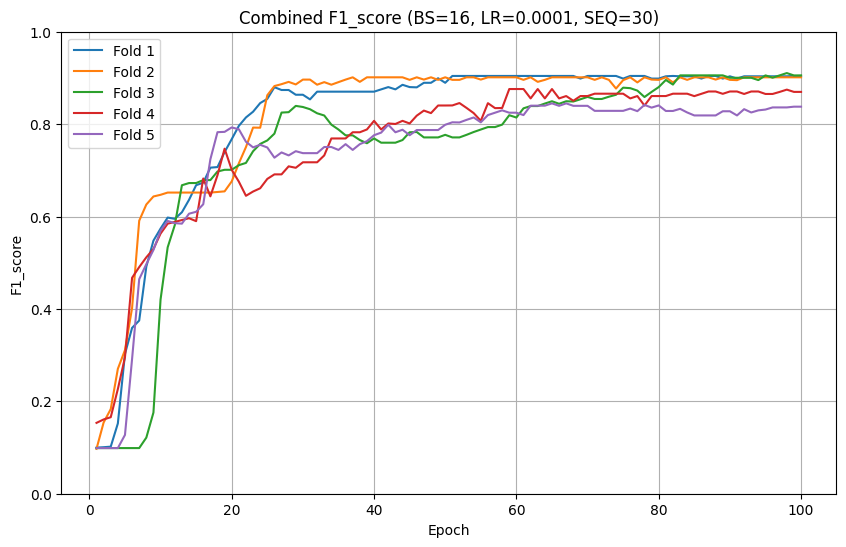 Combined F1_score (BS=16, LR=0.0001, SEQ=30)
Fold 1
Fold 2
Fold 3
Fold 4
Fold 5
F1_score
1.0
0.8
0.6
0.4
0.2
0.0
0 20 40 60 80 100
Epoch